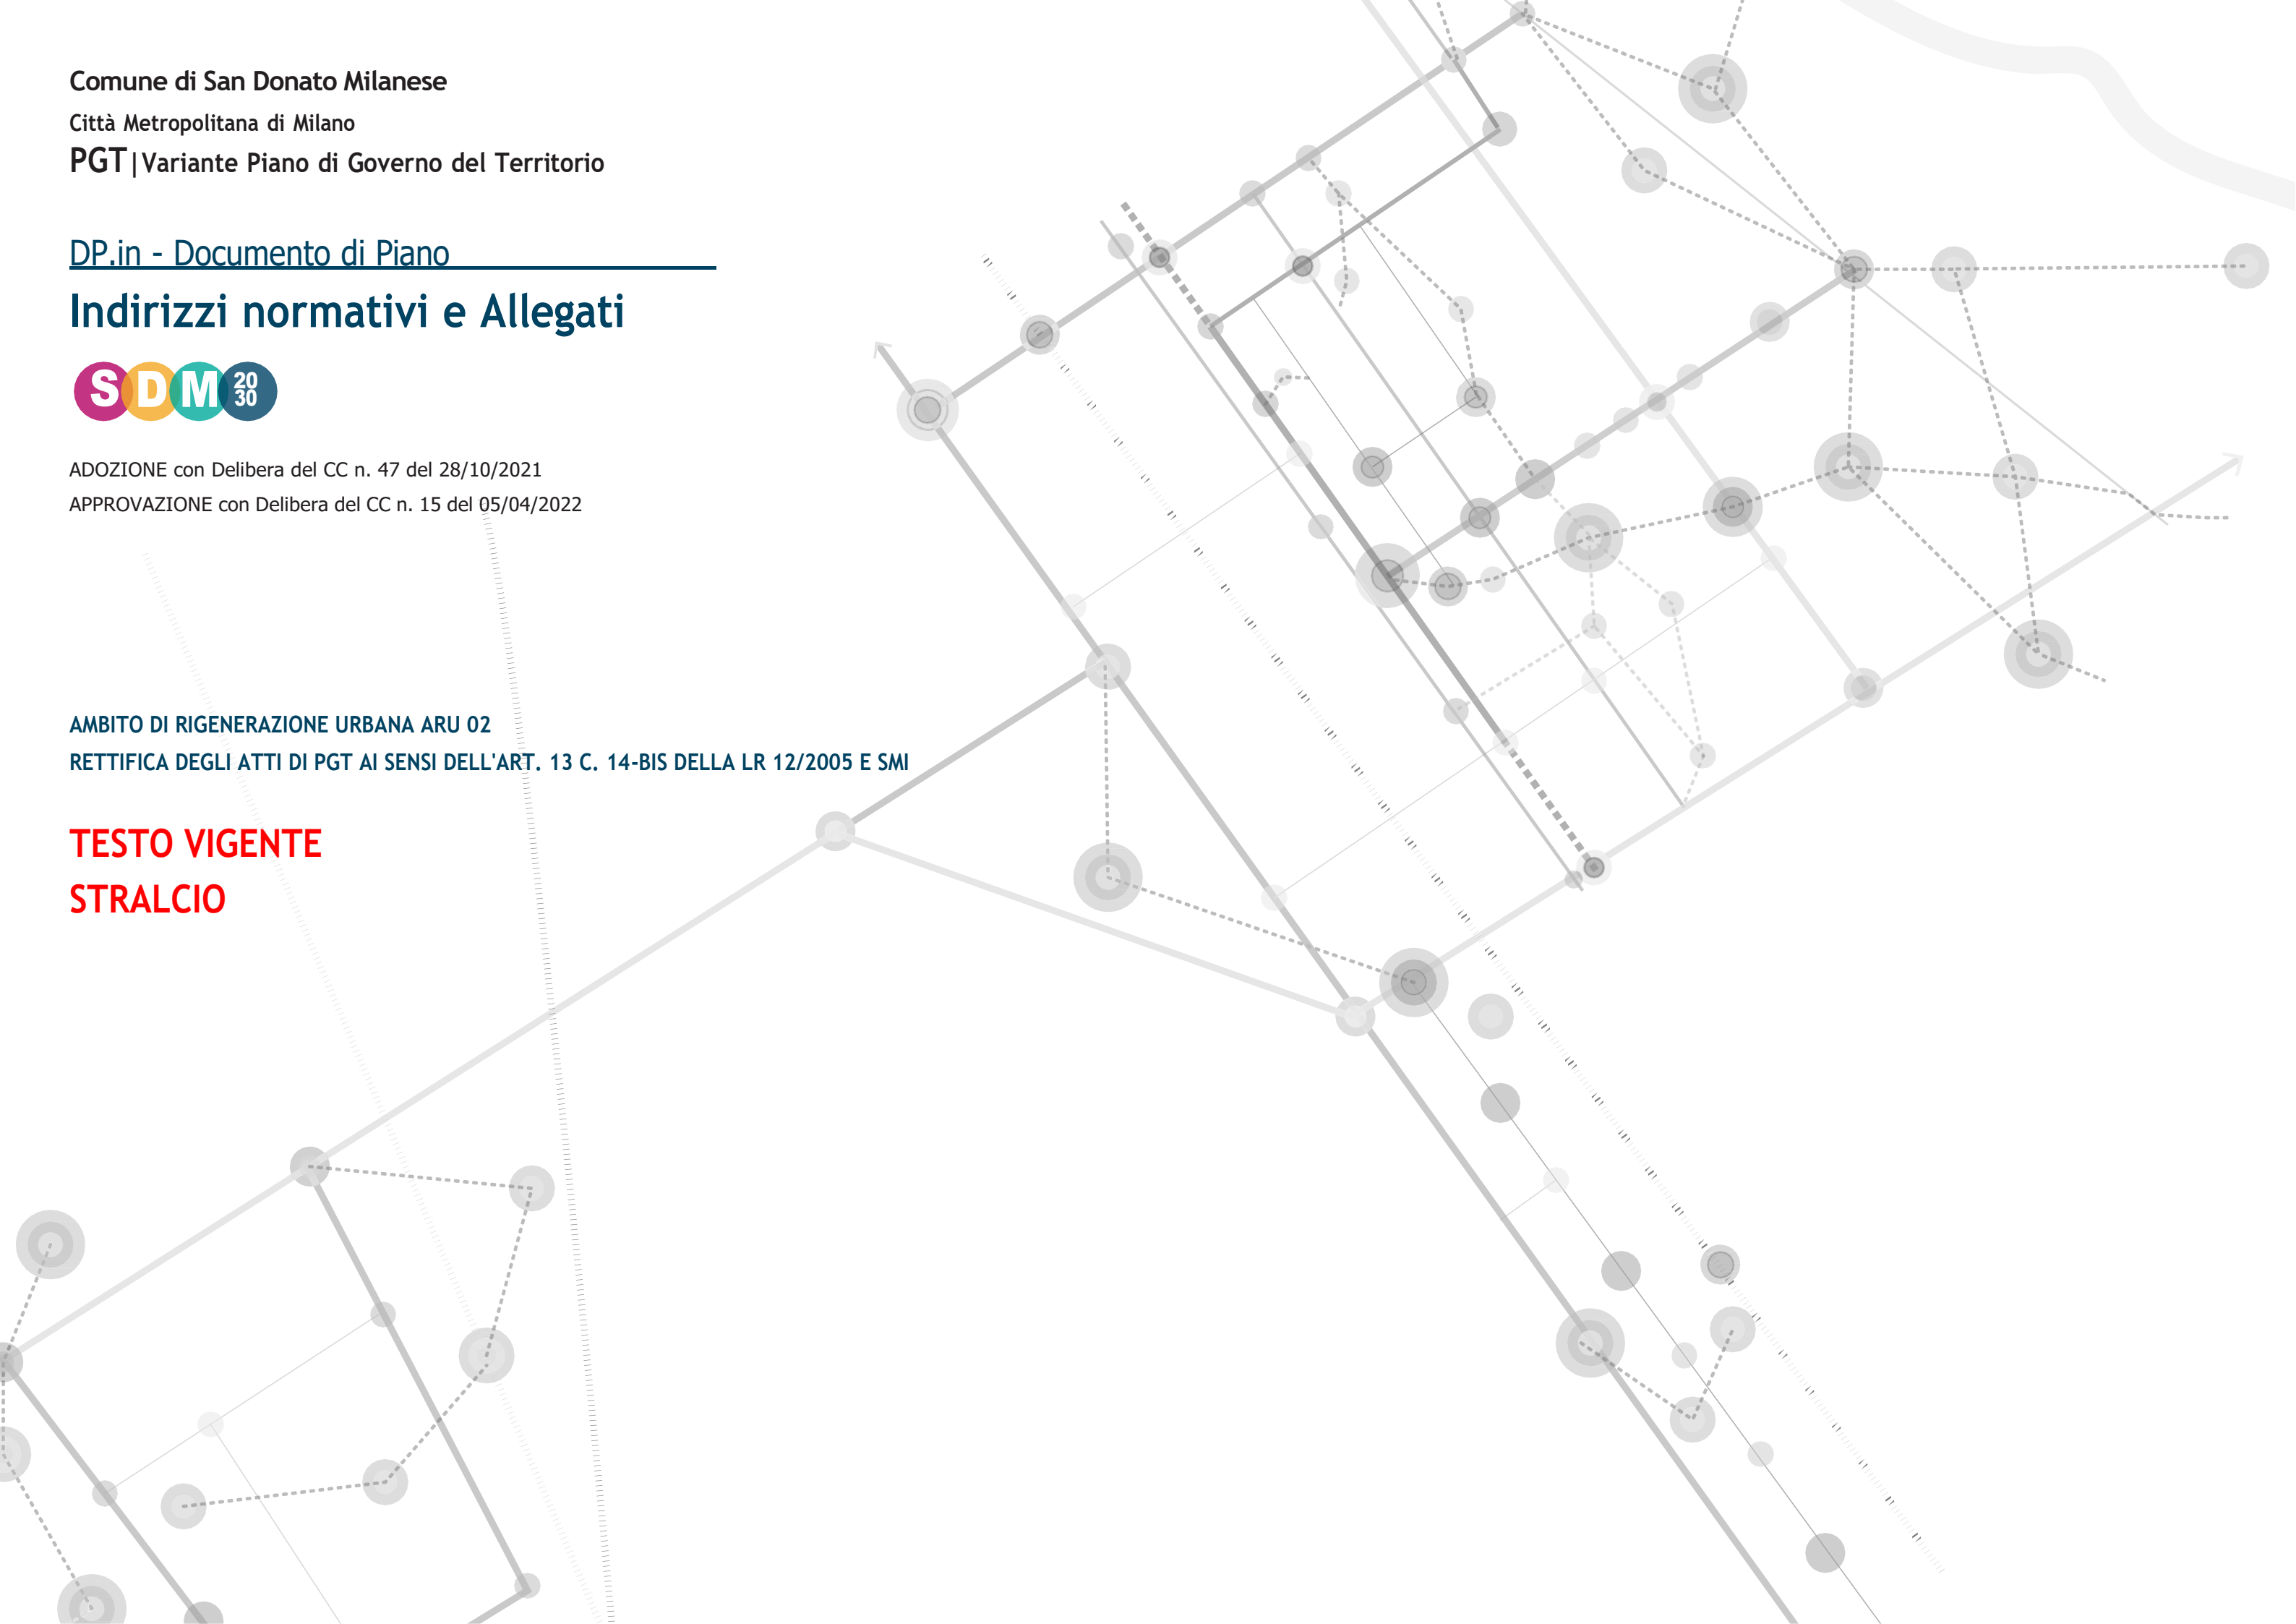 Comune di San Donato Milanese
Città Metropolitana di Milano
PGT|Variante Piano di Governo del Territorio
DP.in - Documento di Piano
Indirizzi normativi e Allegati
SDM 20 30
ADOZIONE con Delibera del CC n. 47 del 28/10/2021
APPROVAZIONE con Delibera del CC n. 15 del 05/04/2022
AMBITO DI RIGENERAZIONE URBANA ARU 02
RETTIFICA DEGLI ATTI DI PGT AI SENSI DELL'ART. 13 C. 14-BIS DELLA LR 12/2005 E SMI
TESTO VIGENTE
STRALCIO